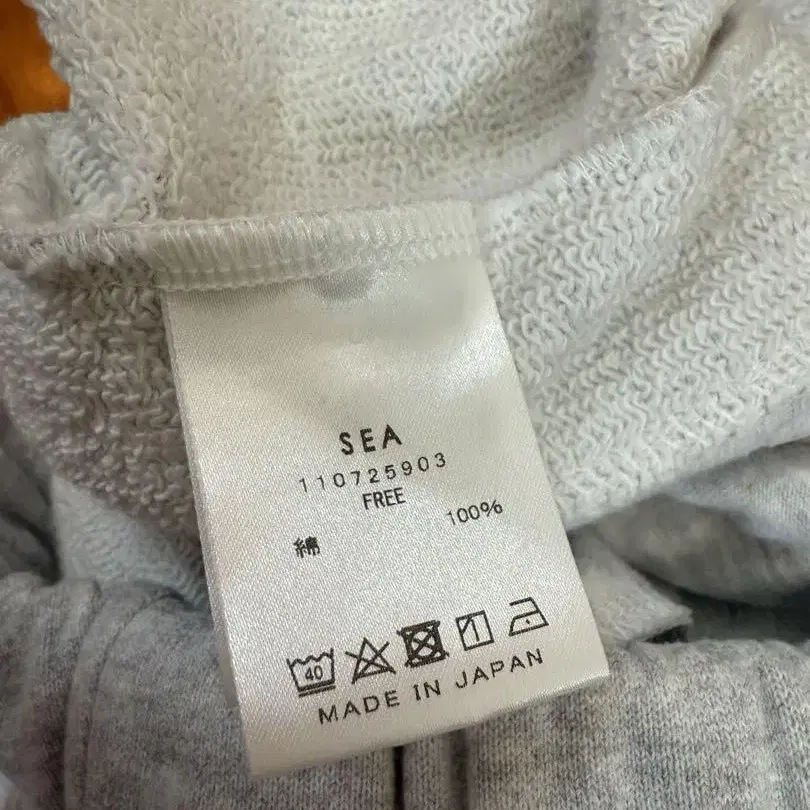 SEA
110725903
FREE
綿 100%
40
MADE IN JAPAN